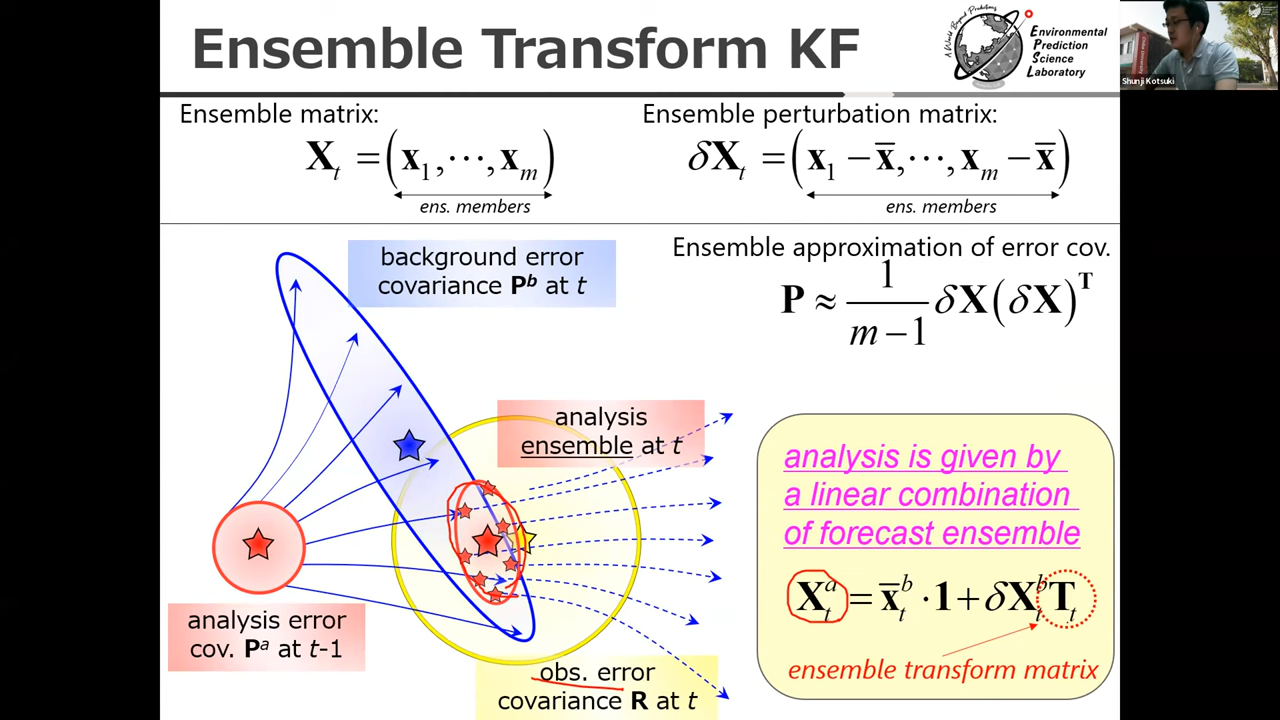 Ensemble Transform KF
A World Beyond Predictions
Environmental
Prediction
Science
Laboratory
Shunji Kotsuki
Ensemble matrix:
X_t = (x_1, ⋯, x_m)
ens. members
Ensemble perturbation matrix:
δX_t = (x_1 − x̄, ⋯, x_m − x̄)
ens. members
background error
covariance P^b at t
Ensemble approximation of error cov.
P ≈ 1/(m−1) δX(δX)^T
analysis
ensemble at t
analysis is given by
a linear combination
of forecast ensemble
X_t^a = x̄_t^b · 1 + δX_t^b T_t
ensemble transform matrix
analysis error
cov. P^a at t-1
obs. error
covariance R at t